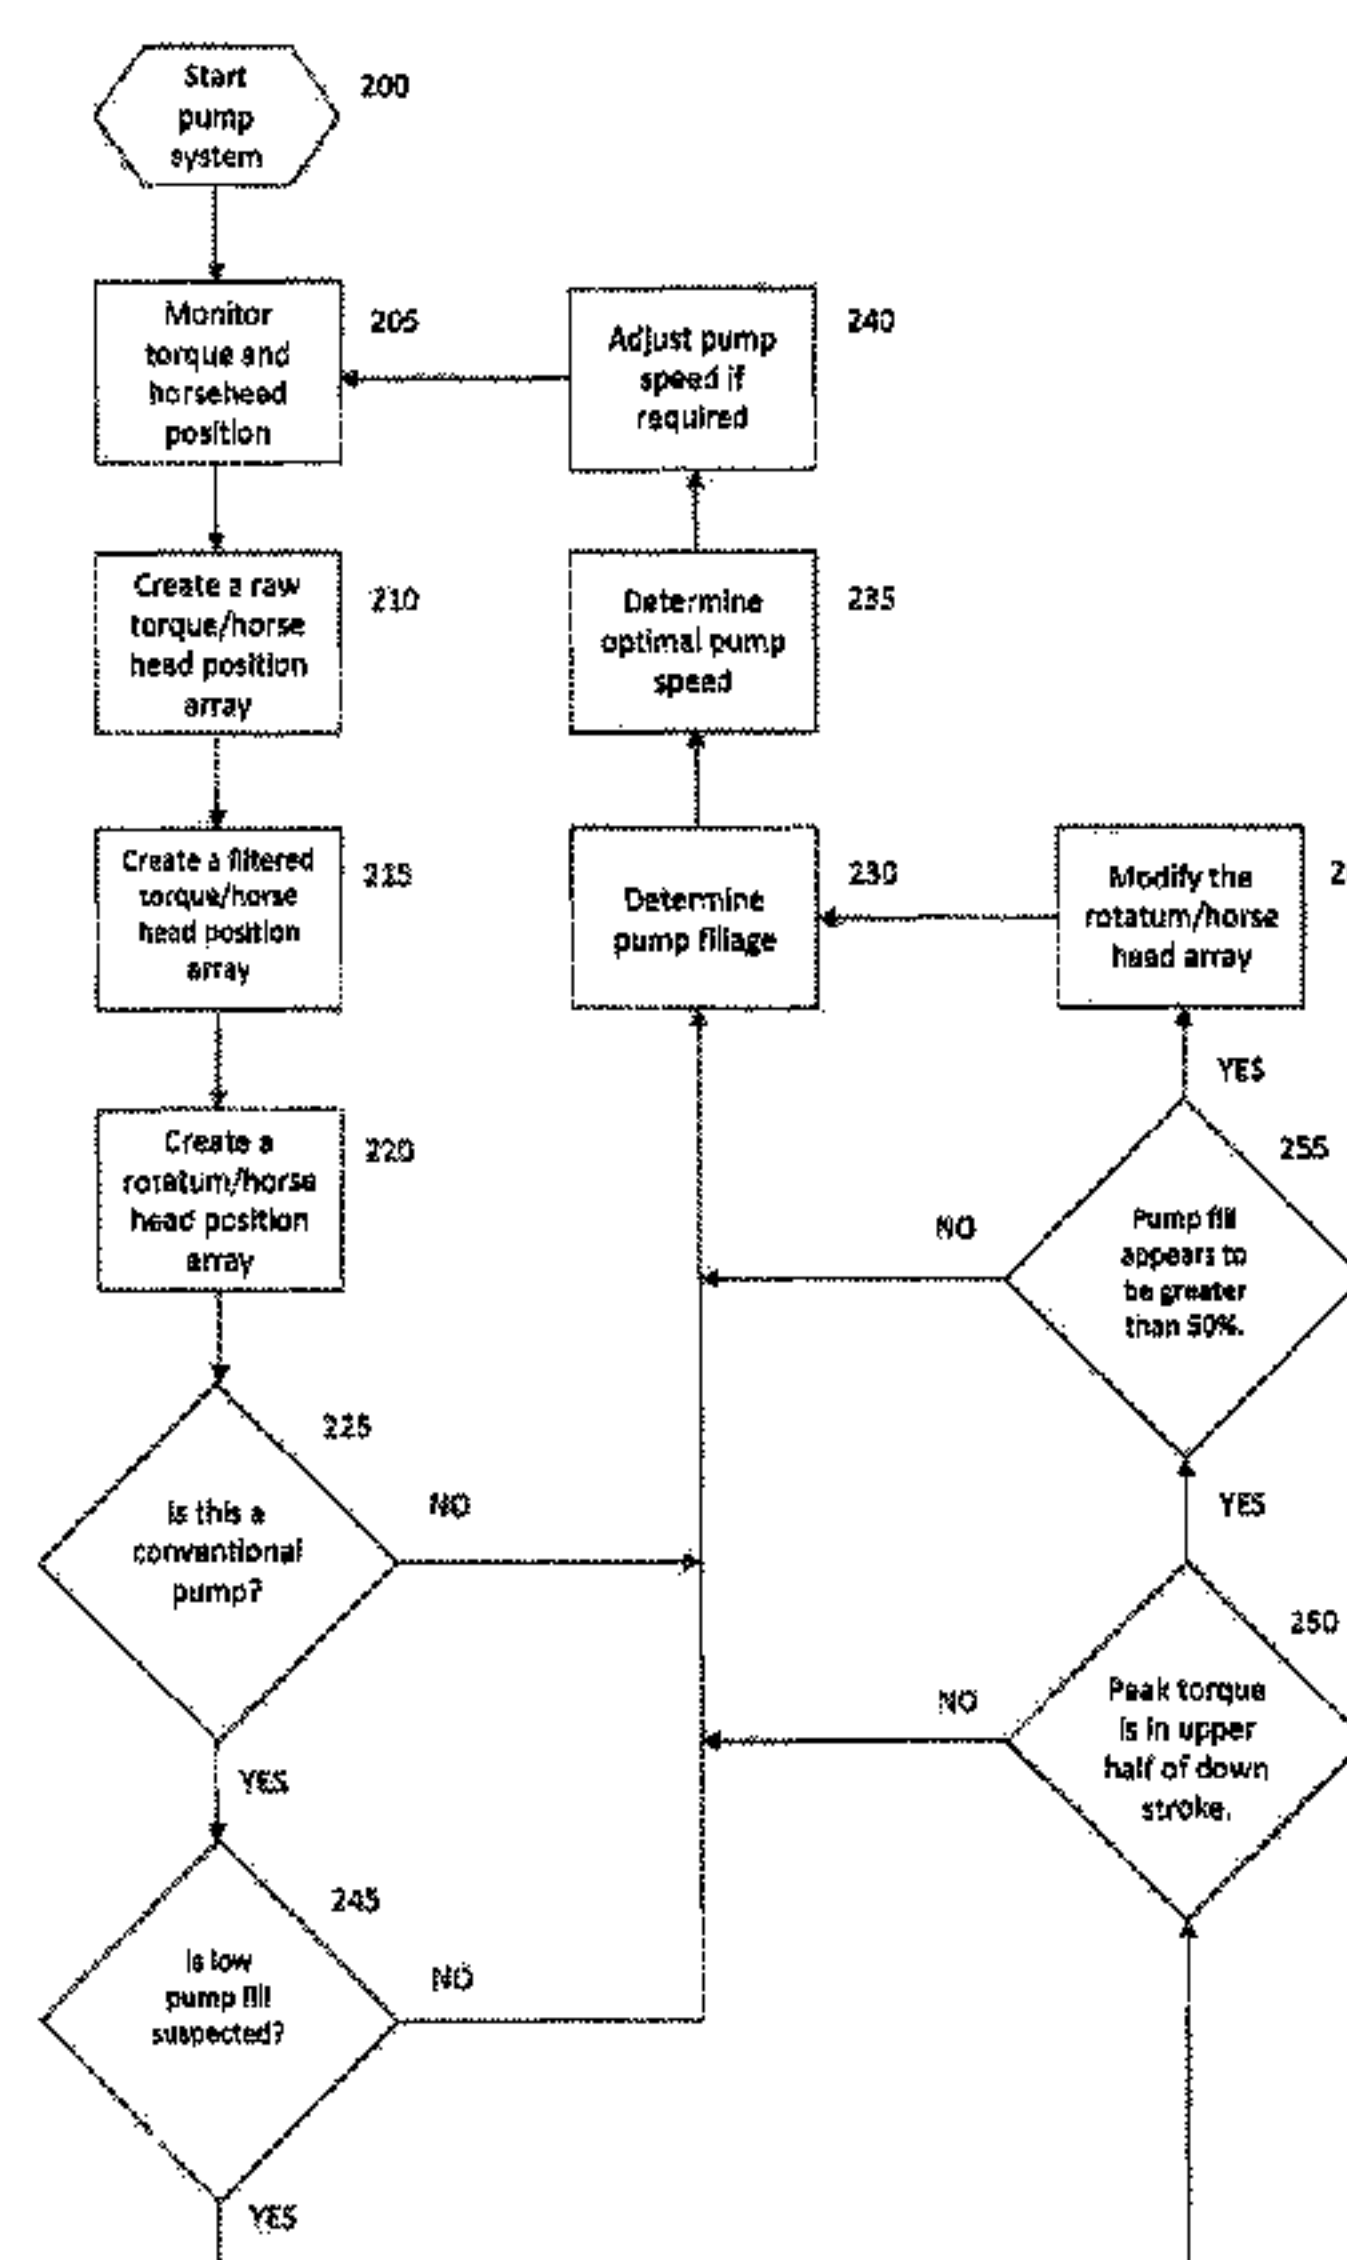 Start
pump
system
200
Monitor
torque and
horsehead
position
205
Adjust pump
speed if
required
240
Create a raw
torque/horse
head position
array
210
Determine
optimal pump
speed
235
Create a filtered
torque/horse
head position
array
215
Determine
pump fillage
230
Modify the
rotatum/horse
head array
Create a
rotatum/horse
head position
array
220
YES
255
Pump fill
appears to
be greater
than 50%.
NO
225
Is this a
conventional
pump?
NO
YES
250
Peak torque
is in upper
half of down
stroke.
NO
YES
245
Is low
pump fill
suspected?
NO
YES